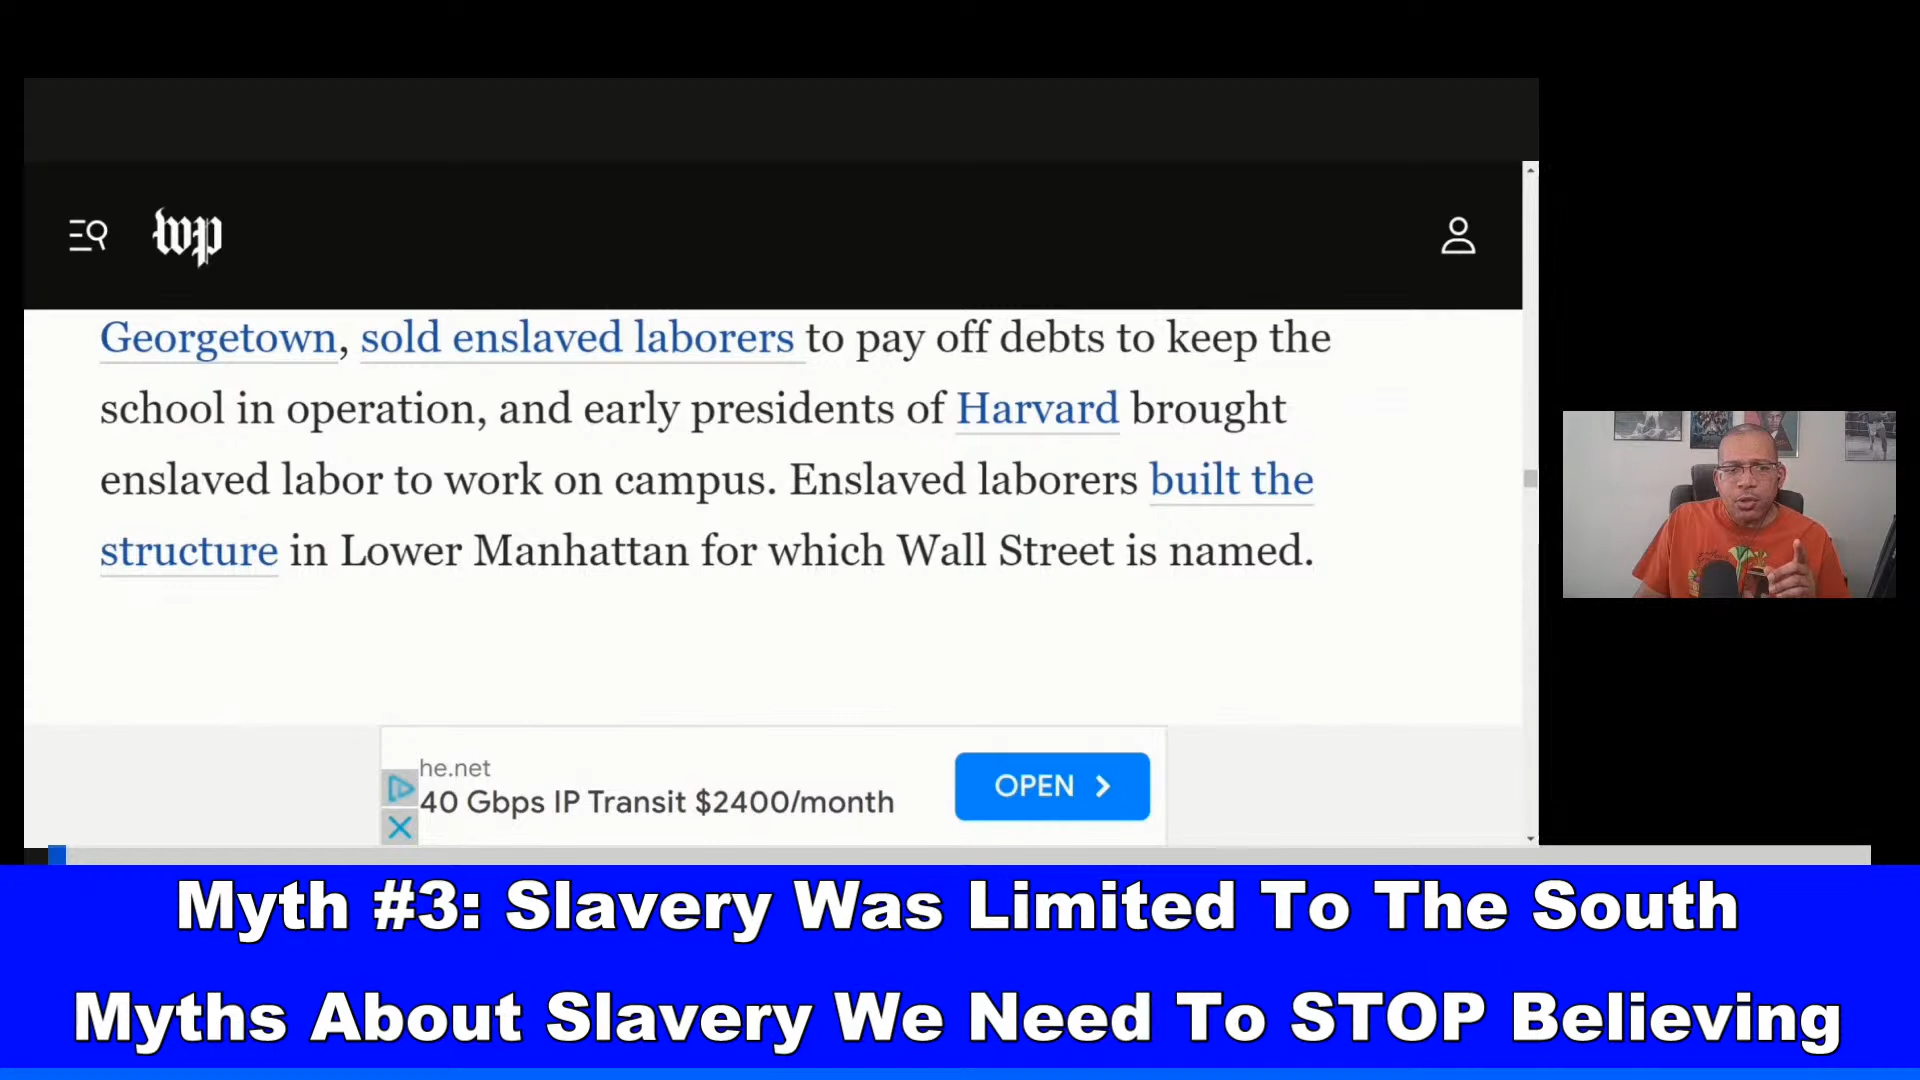 wp
Georgetown, sold enslaved laborers to pay off debts to keep the
school in operation, and early presidents of Harvard brought
enslaved labor to work on campus. Enslaved laborers built the
structure in Lower Manhattan for which Wall Street is named.
he.net
40 Gbps IP Transit $2400/month
OPEN
Myth #3: Slavery Was Limited To The South
Myths About Slavery We Need To STOP Believing